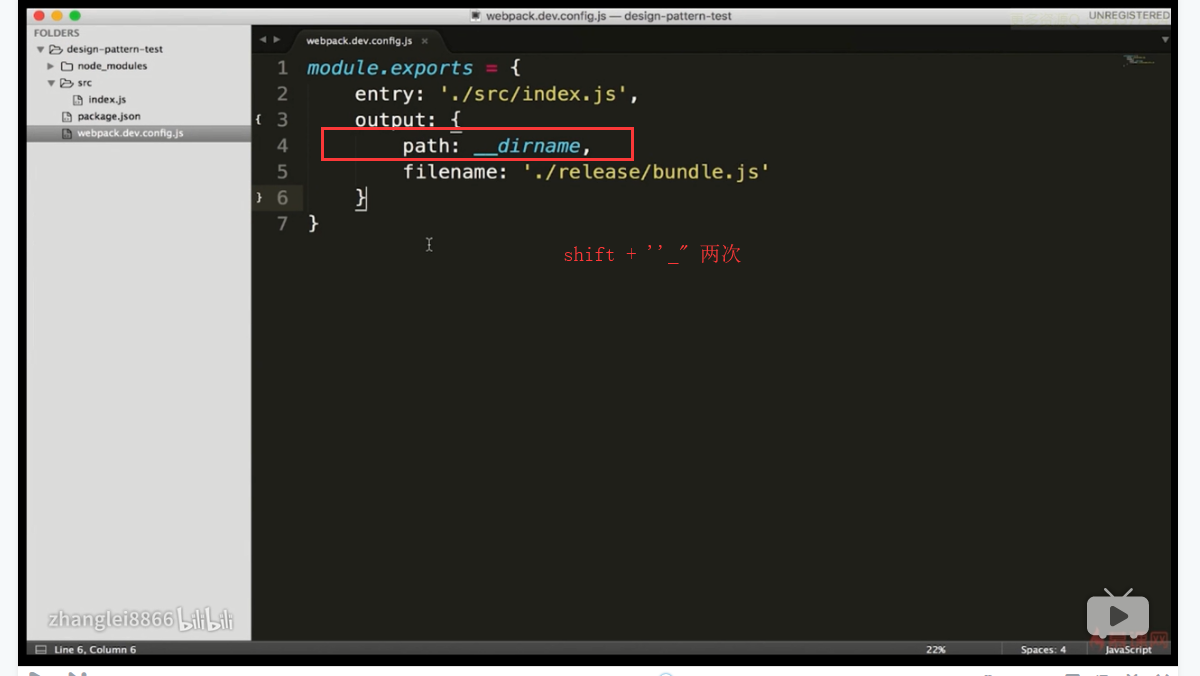 webpack.dev.config.js — design-pattern-test
UNREGISTERED
FOLDERS
design-pattern-test
node_modules
src
index.js
package.json
webpack.dev.config.js
webpack.dev.config.js ×
1 module.exports = {
2 entry: './src/index.js',
{ 3 output: {
4 path: __dirname,
5 filename: './release/bundle.js'
} 6 }
7 }
shift + ''_" 两次
zhanglei8866 bilibili
Line 6, Column 6
22%
Spaces: 4
JavaScript